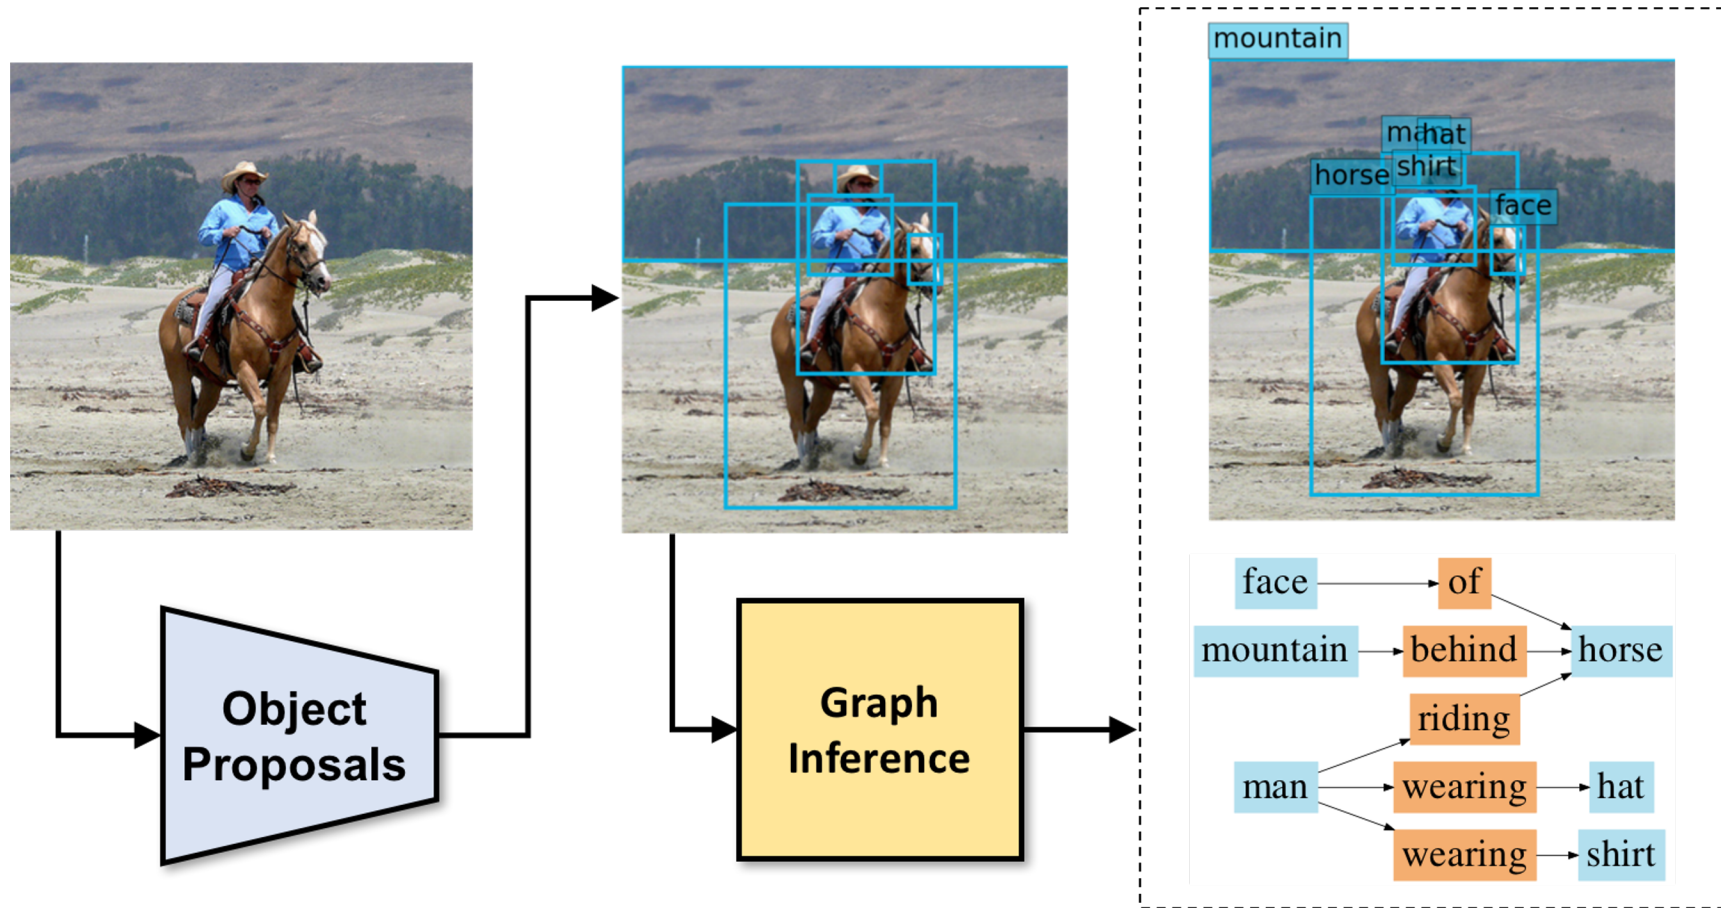 Object
Proposals
Graph
Inference
mountain
man
hat
shirt
horse
face
face
of
mountain
behind
horse
riding
man
wearing
hat
wearing
shirt